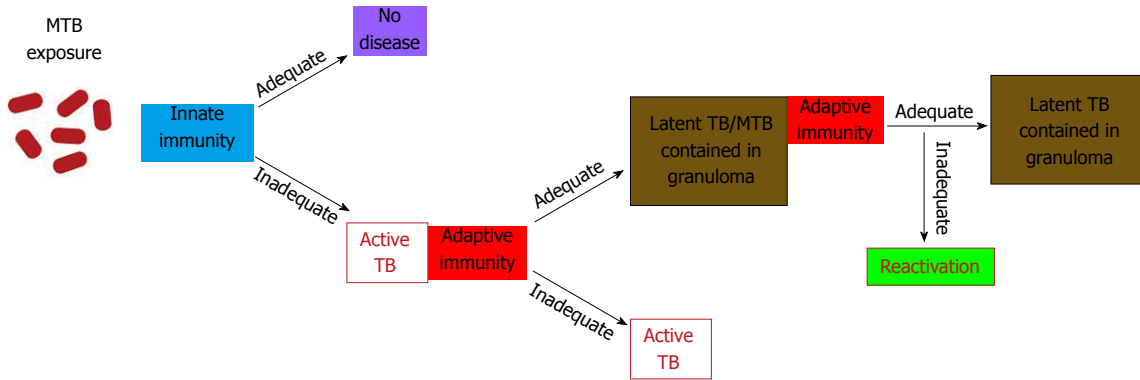 MTB
exposure
Innate
immunity
Adequate
No
disease
Inadequate
Active
TB
Adaptive
immunity
Adequate
Latent TB/MTB
contained in
granuloma
Adaptive
immunity
Adequate
Latent TB
contained in
granuloma
Inadequate
Reactivation
Inadequate
Active
TB